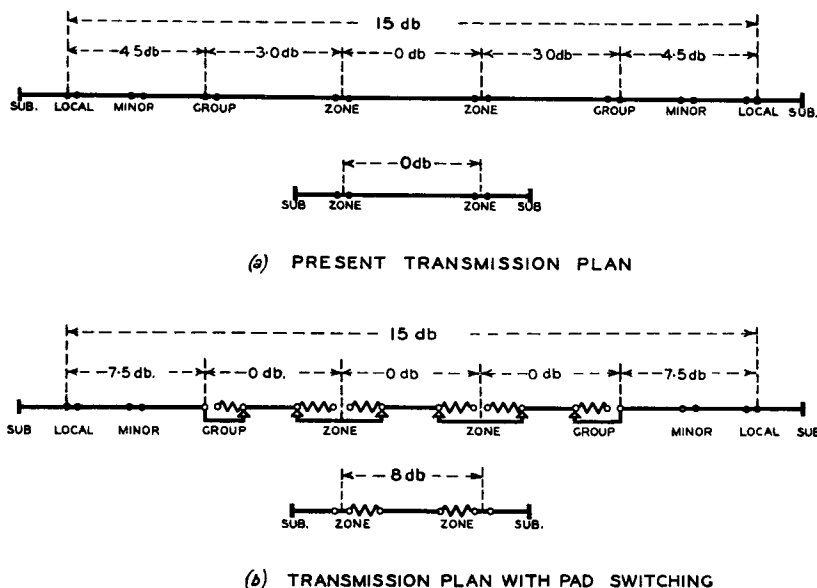 15 db
4·5 db 3·0 db 0 db 3·0 db 4·5 db
SUB. LOCAL MINOR GROUP ZONE ZONE GROUP MINOR LOCAL SUB.
0 db
SUB ZONE ZONE SUB
(a) PRESENT TRANSMISSION PLAN
15 db
7·5 db. 0 db. 0 db 0 db 7·5 db
SUB LOCAL MINOR GROUP ZONE ZONE GROUP MINOR LOCAL SUB
8 db
SUB. ZONE ZONE SUB.
(b) TRANSMISSION PLAN WITH PAD SWITCHING